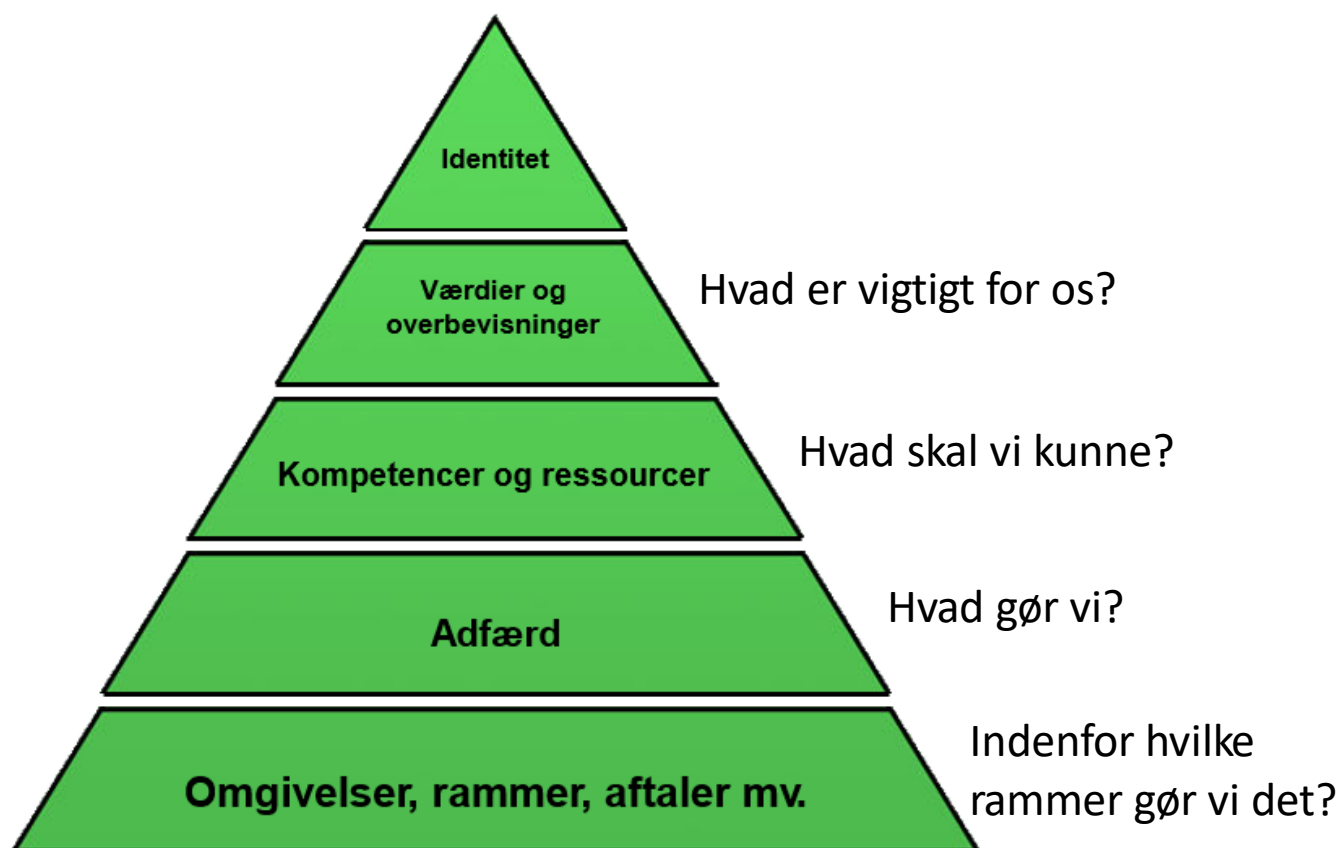 Identitet
Værdier og
overbevisninger
Hvad er vigtigt for os?
Kompetencer og ressourcer
Hvad skal vi kunne?
Adfærd
Hvad gør vi?
Omgivelser, rammer, aftaler mv.
Indenfor hvilke
rammer gør vi det?